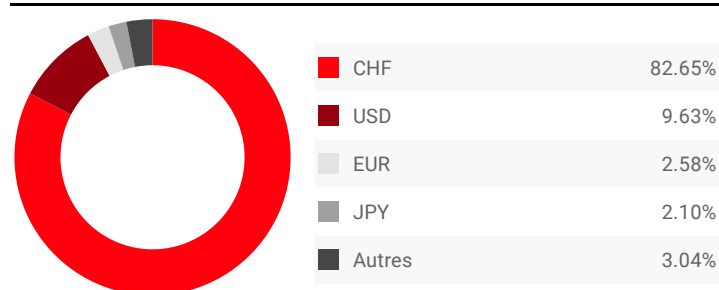 CHF 82.65%
USD 9.63%
EUR 2.58%
JPY 2.10%
Autres 3.04%